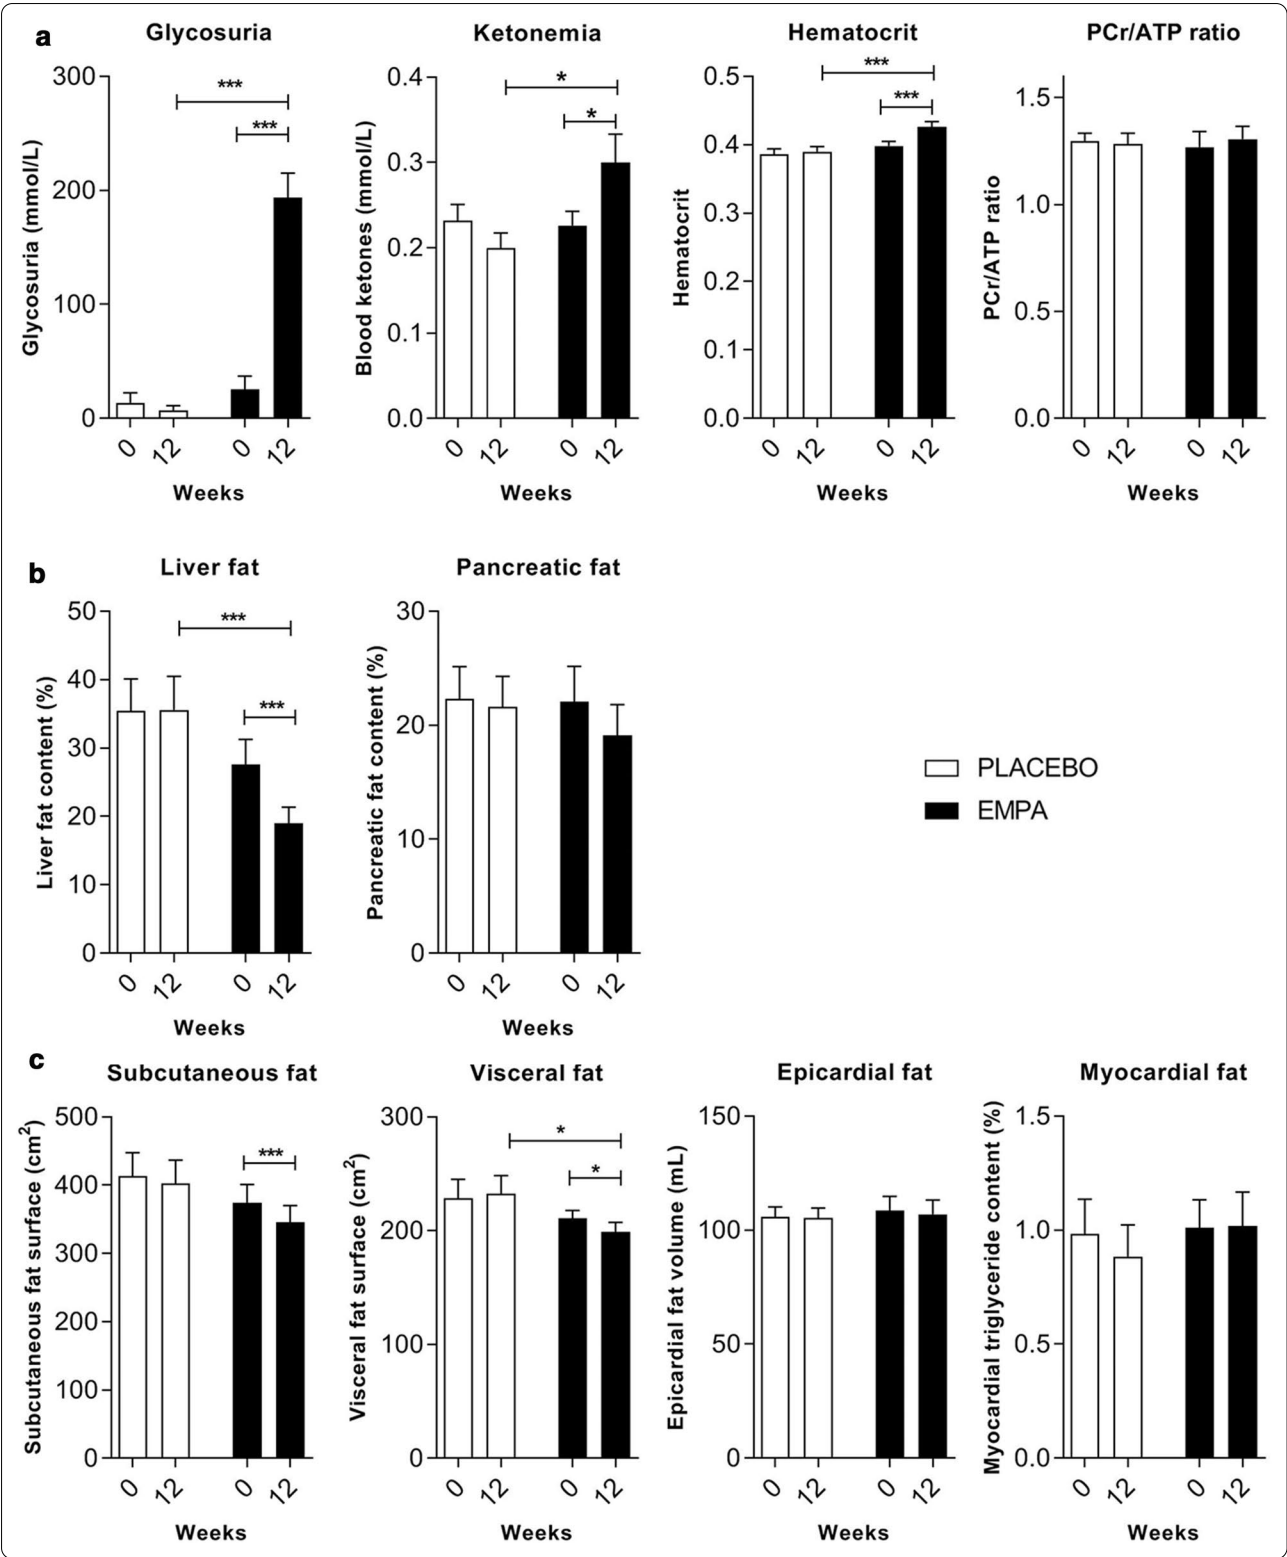 a
Glycosuria
Ketonemia
Hematocrit
PCr/ATP ratio
Glycosuria (mmol/L)
300
200
100
0
***
***
0 12 0 12
Weeks
Blood ketones (mmol/L)
0.4
0.3
0.2
0.1
0.0
*
*
0 12 0 12
Weeks
Hematocrit
0.5
0.4
0.3
0.2
0.1
0.0
***
***
0 12 0 12
Weeks
PCr/ATP ratio
1.5
1.0
0.5
0.0
0 12 0 12
Weeks
b
Liver fat
Pancreatic fat
Liver fat content (%)
50
40
30
20
10
0
***
***
0 12 0 12
Weeks
Pancreatic fat content (%)
30
20
10
0
0 12 0 12
Weeks
PLACEBO
EMPA
c
Subcutaneous fat
Visceral fat
Epicardial fat
Myocardial fat
Subcutaneous fat surface (cm²)
500
400
300
200
100
0
***
0 12 0 12
Weeks
Visceral fat surface (cm²)
300
200
100
0
*
*
0 12 0 12
Weeks
Epicardial fat volume (mL)
150
100
50
0
0 12 0 12
Weeks
Myocardial triglyceride content (%)
1.5
1.0
0.5
0.0
0 12 0 12
Weeks